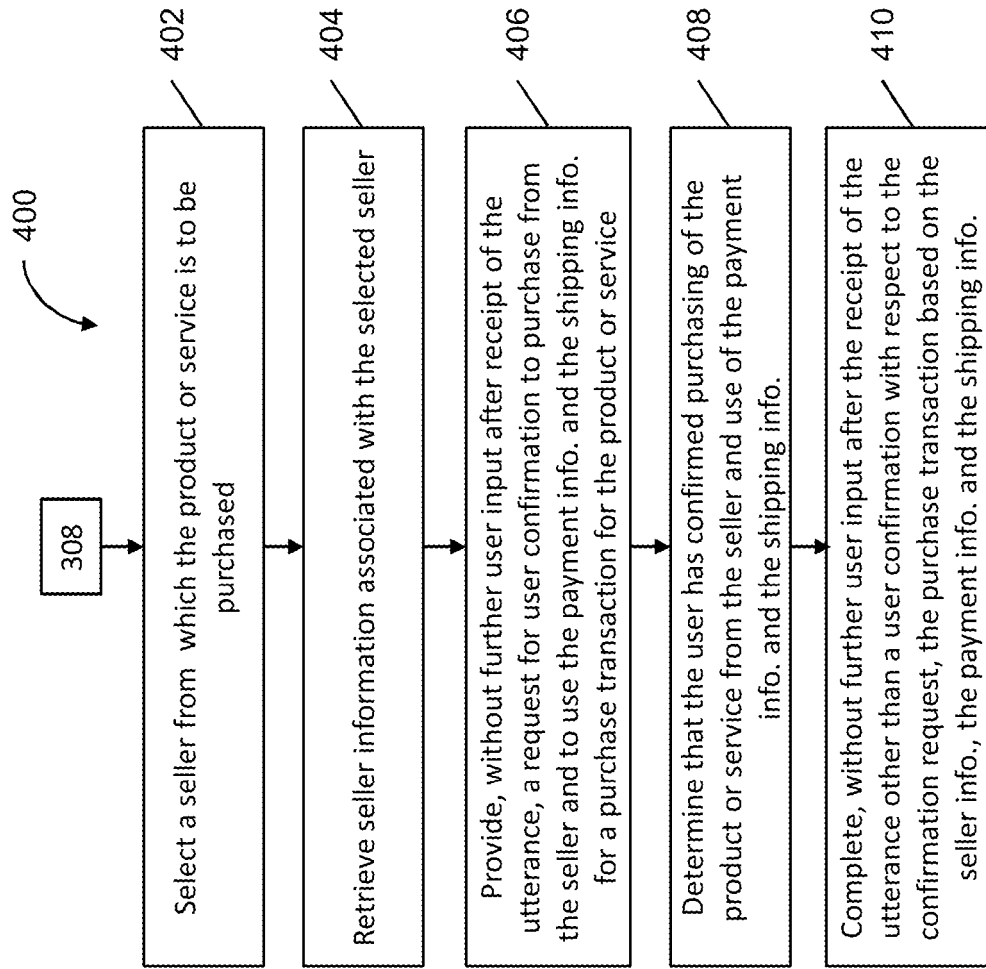 400
308
Select a seller from which the product or service is to be
purchased
402
Retrieve seller information associated with the selected seller
404
Provide, without further user input after receipt of the
utterance, a request for user confirmation to purchase from
the seller and to use the payment info. and the shipping info.
for a purchase transaction for the product or service
406
Determine that the user has confirmed purchasing of the
product or service from the seller and use of the payment
info. and the shipping info.
408
Complete, without further user input after the receipt of the
utterance other than a user confirmation with respect to the
confirmation request, the purchase transaction based on the
seller info., the payment info. and the shipping info.
410